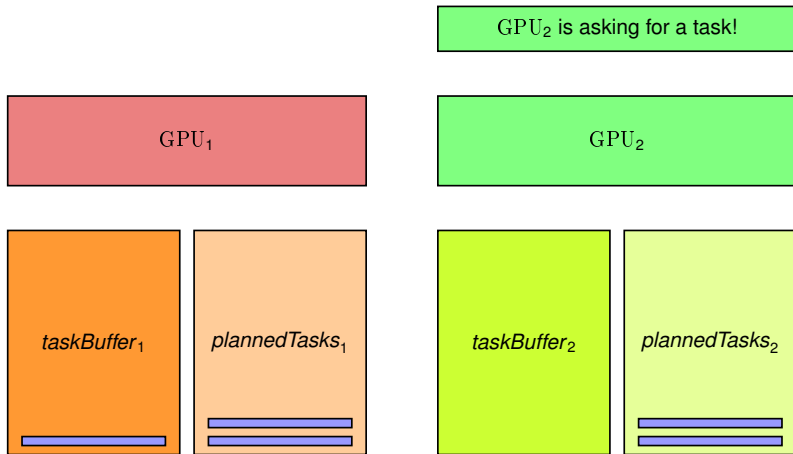 GPU₂ is asking for a task!
GPU₁
GPU₂
taskBuffer₁
plannedTasks₁
taskBuffer₂
plannedTasks₂